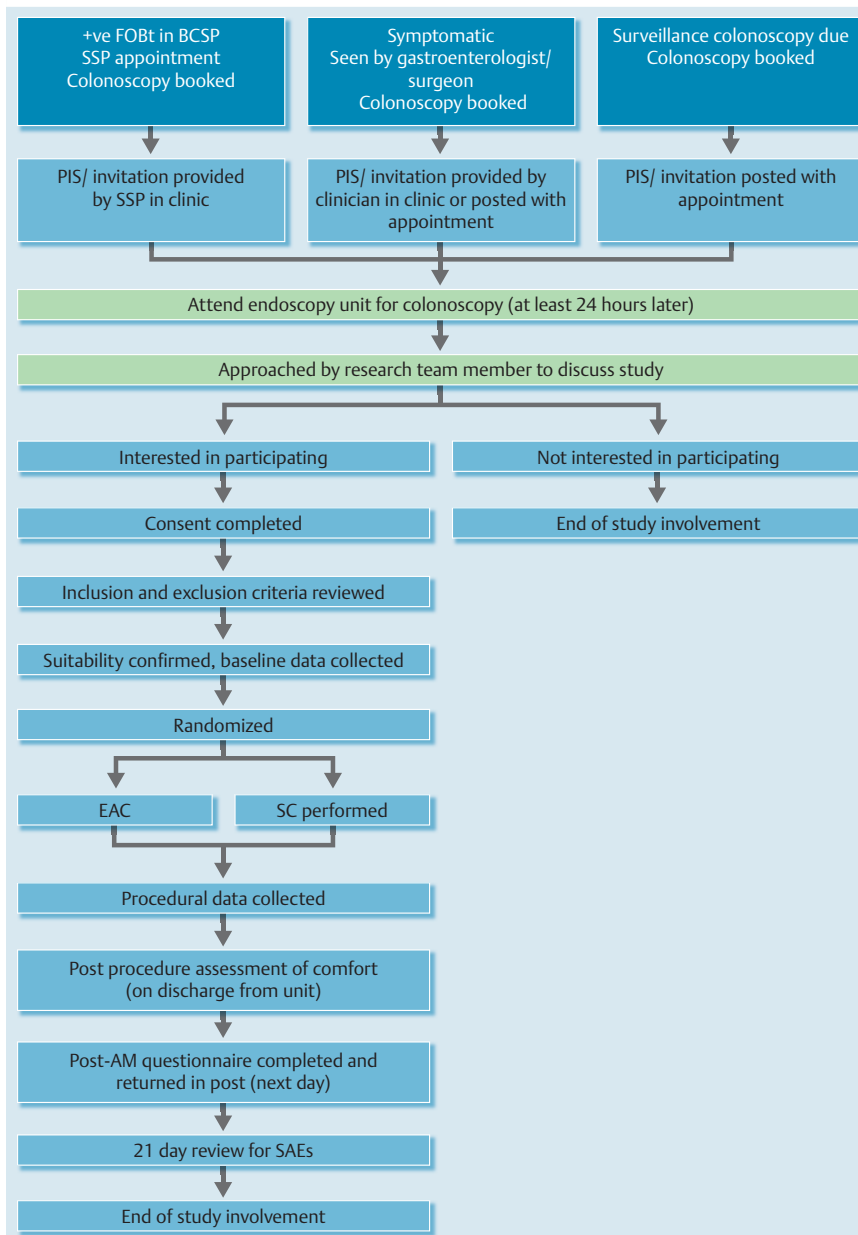 +ve FOBt in BCSP
SSP appointment
Colonoscopy booked
Symptomatic
Seen by gastroenterologist/
surgeon
Colonoscopy booked
Surveillance colonoscopy due
Colonoscopy booked
PIS/ invitation provided
by SSP in clinic
PIS/ invitation provided by
clinician in clinic or posted with
appointment
PIS/ invitation posted with
appointment
Attend endoscopy unit for colonoscopy (at least 24 hours later)
Approached by research team member to discuss study
Interested in participating
Not interested in participating
Consent completed
End of study involvement
Inclusion and exclusion criteria reviewed
Suitability confirmed, baseline data collected
Randomized
EAC
SC performed
Procedural data collected
Post procedure assessment of comfort
(on discharge from unit)
Post-AM questionnaire completed and
returned in post (next day)
21 day review for SAEs
End of study involvement